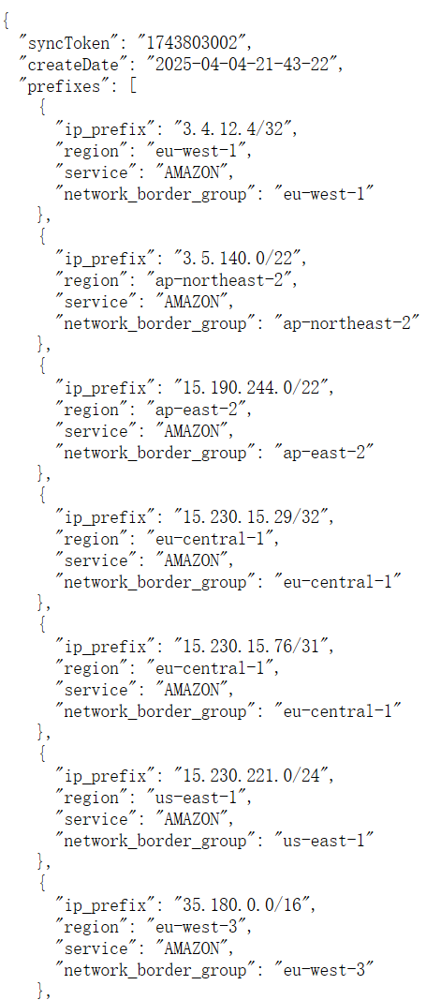 {
  "syncToken": "1743803002",
  "createDate": "2025-04-04-21-43-22",
  "prefixes": [
    {
      "ip_prefix": "3.4.12.4/32",
      "region": "eu-west-1",
      "service": "AMAZON",
      "network_border_group": "eu-west-1"
    },
    {
      "ip_prefix": "3.5.140.0/22",
      "region": "ap-northeast-2",
      "service": "AMAZON",
      "network_border_group": "ap-northeast-2"
    },
    {
      "ip_prefix": "15.190.244.0/22",
      "region": "ap-east-2",
      "service": "AMAZON",
      "network_border_group": "ap-east-2"
    },
    {
      "ip_prefix": "15.230.15.29/32",
      "region": "eu-central-1",
      "service": "AMAZON",
      "network_border_group": "eu-central-1"
    },
    {
      "ip_prefix": "15.230.15.76/31",
      "region": "eu-central-1",
      "service": "AMAZON",
      "network_border_group": "eu-central-1"
    },
    {
      "ip_prefix": "15.230.221.0/24",
      "region": "us-east-1",
      "service": "AMAZON",
      "network_border_group": "us-east-1"
    },
    {
      "ip_prefix": "35.180.0.0/16",
      "region": "eu-west-3",
      "service": "AMAZON",
      "network_border_group": "eu-west-3"
    },